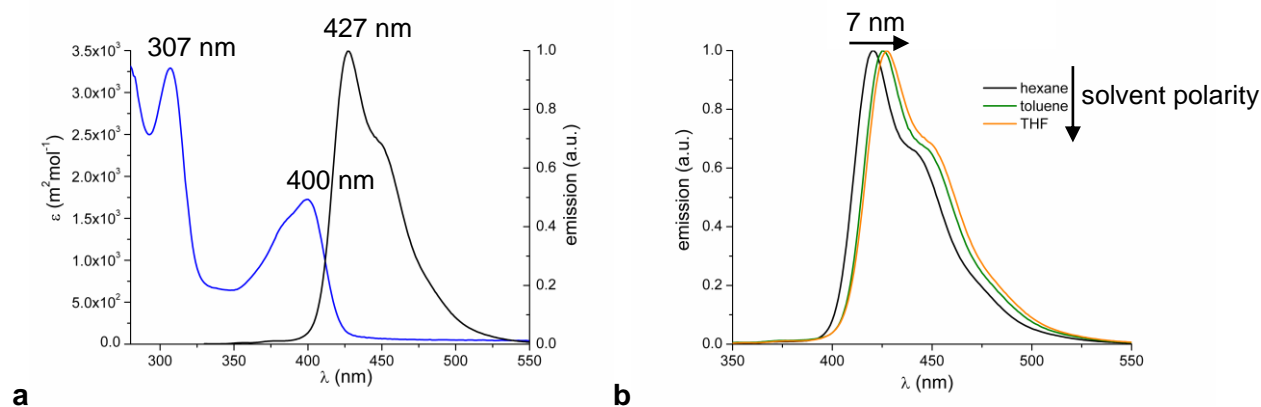 307 nm
427 nm
400 nm
3.5x10³
3.0x10³
2.5x10³
2.0x10³
1.5x10³
1.0x10³
5.0x10²
0.0
ε (m²mol⁻¹)
1.0
0.8
0.6
0.4
0.2
0.0
emission (a.u.)
300 350 400 450 500 550
λ (nm)
a
7 nm
1.0
0.8
0.6
0.4
0.2
0.0
emission (a.u.)
hexane
toluene
THF
solvent polarity
350 400 450 500 550
λ (nm)
b